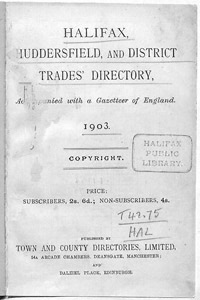 HALIFAX,
HUDDERSFIELD, AND DISTRICT
TRADES' DIRECTORY,
Accompanied with a Gazetteer of England.
1903.
COPYRIGHT.
HALIFAX
PUBLIC
LIBRARY.
PRICE:
SUBSCRIBERS, 2s. 6d.; NON-SUBSCRIBERS, 4s.
T42.75
HAL
PUBLISHED BY
TOWN AND COUNTY DIRECTORIES, LIMITED,
ARCADE CHAMBERS, DEANSGATE, MANCHESTER;
AND
DALZIEL PLACE, EDINBURGH.